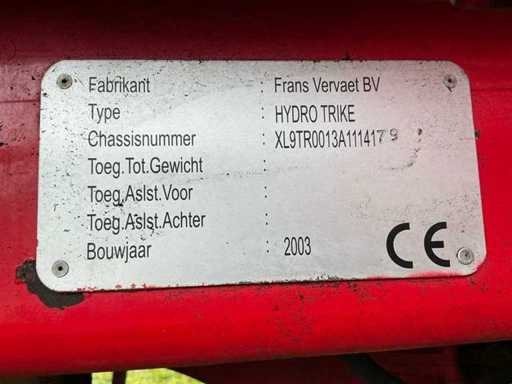 Fabrikant : Frans Vervaet BV
Type : HYDRO TRIKE
Chassisnummer : XL9TR0013A1114179
Toeg.Tot.Gewicht :
Toeg.Aslst.Voor :
Toeg.Aslst.Achter :
Bouwjaar : 2003
CE